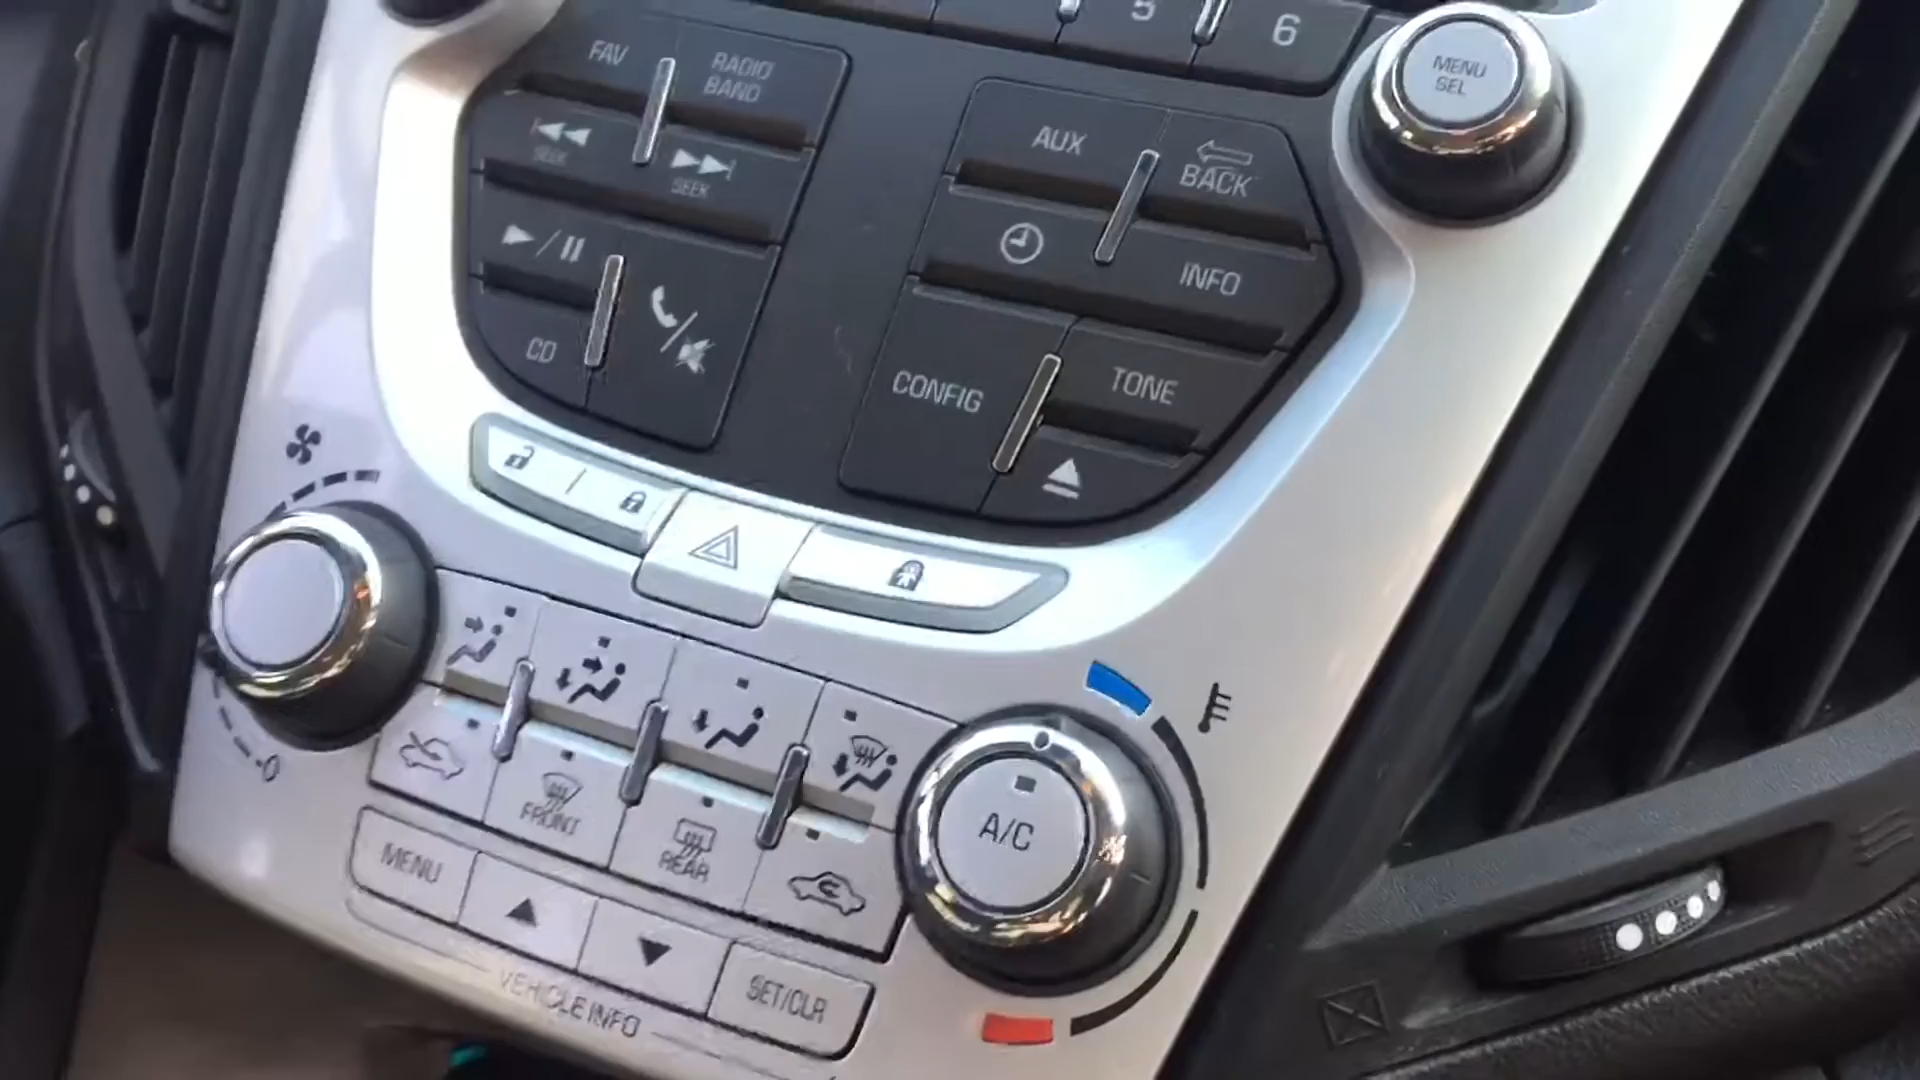 5
6
MENU
SEL
FAV
RADIO
BAND
SEEK
SEEK
CD
AUX
BACK
INFO
CONFIG
TONE
A/C
FRONT
REAR
0
MENU
SET/CLR
VEHICLE INFO